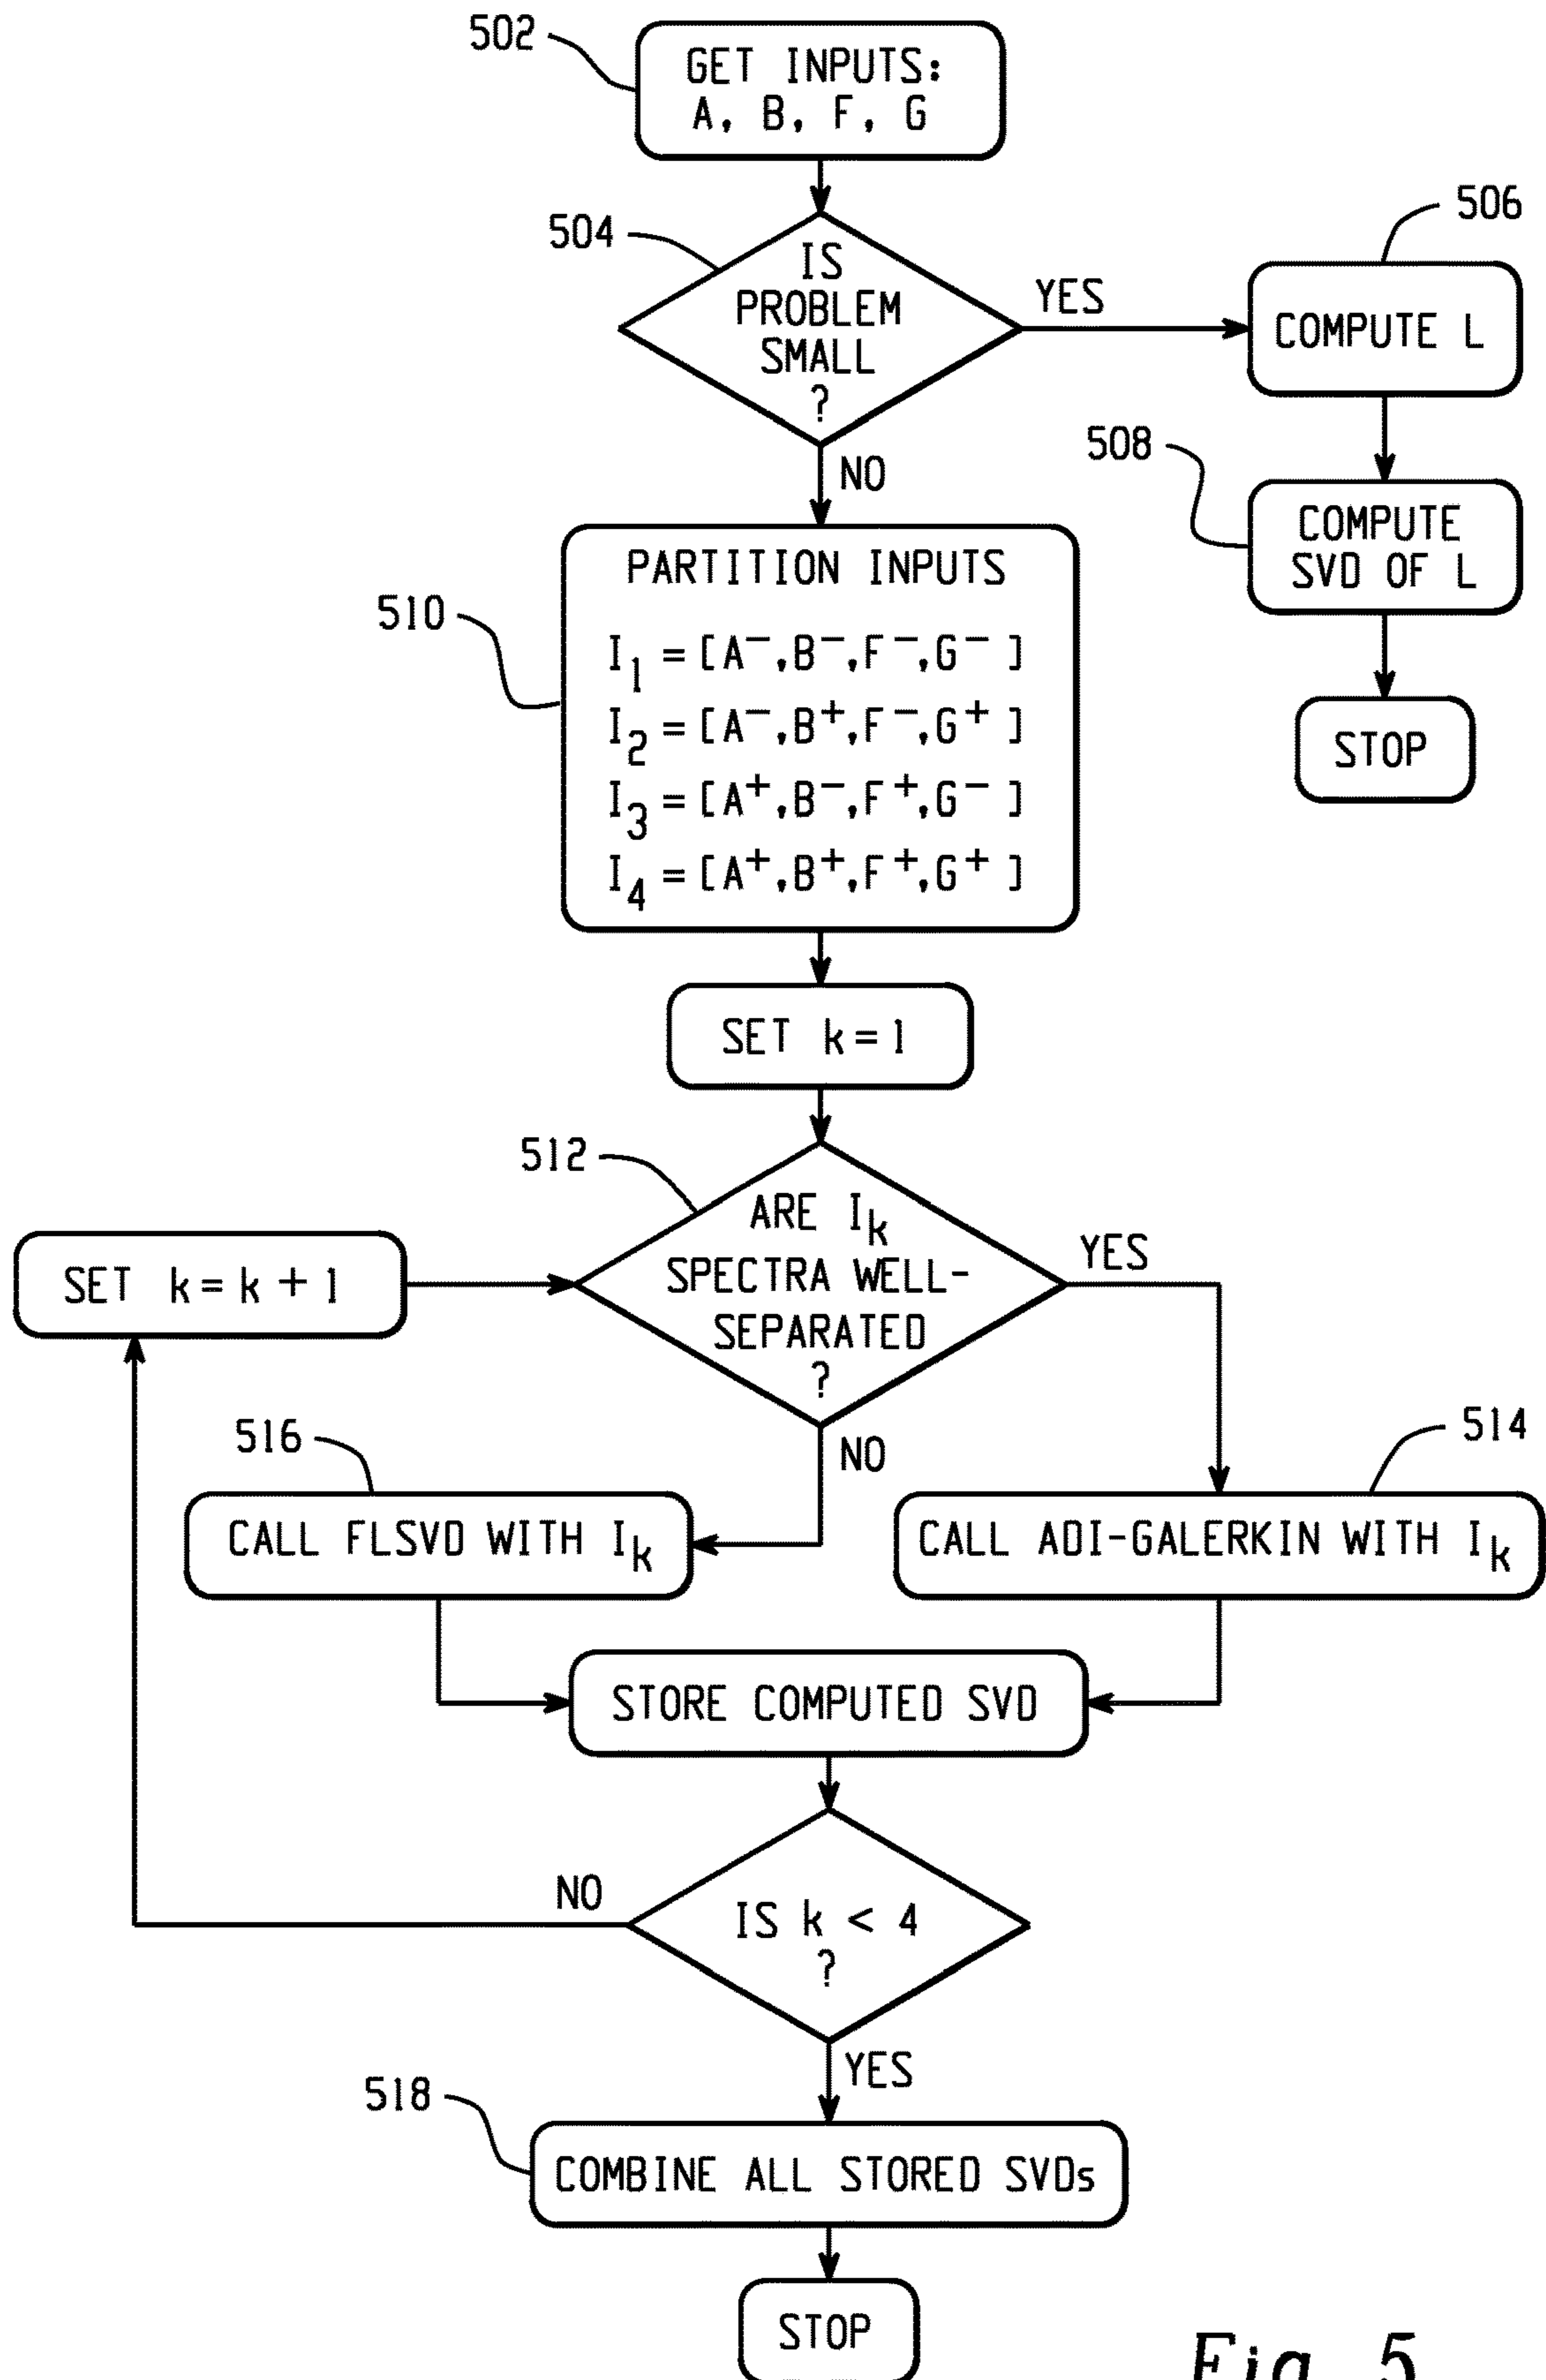 502
GET INPUTS:
A, B, F, G
504
IS
PROBLEM
SMALL
?
YES
506
COMPUTE L
NO
508
COMPUTE
SVD OF L
STOP
510
PARTITION INPUTS
I1 = [A⁻,B⁻,F⁻,G⁻]
I2 = [A⁻,B⁺,F⁻,G⁺]
I3 = [A⁺,B⁻,F⁺,G⁻]
I4 = [A⁺,B⁺,F⁺,G⁺]
SET k=1
512
ARE Ik
SPECTRA WELL-
SEPARATED
?
YES
SET k=k+1
NO
516
CALL FLSVD WITH Ik
514
CALL ADI-GALERKIN WITH Ik
STORE COMPUTED SVD
IS k < 4
?
NO
YES
518
COMBINE ALL STORED SVDs
STOP
Fig. 5